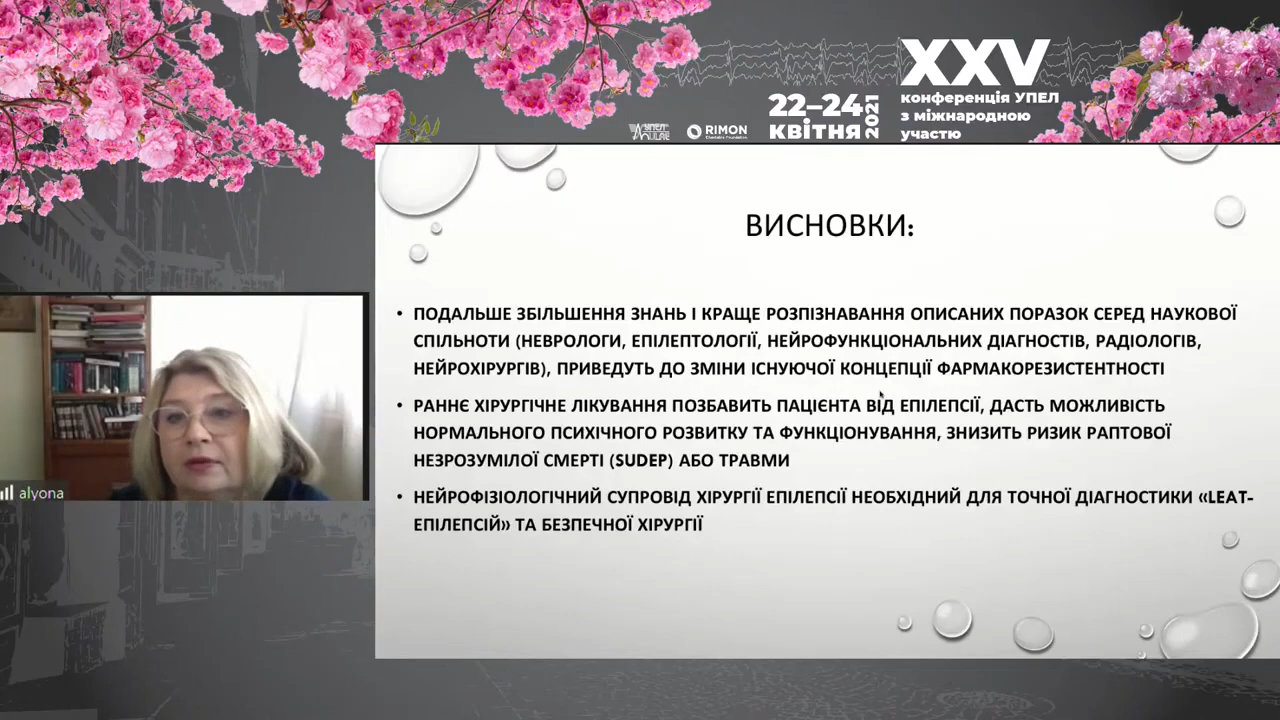 XXV
конференція УПЕЛ
з міжнародною
участю
22–24
квітня
2021
RIMON
ОПТИКА
ВИСНОВКИ:
• ПОДАЛЬШЕ ЗБІЛЬШЕННЯ ЗНАНЬ І КРАЩЕ РОЗПІЗНАВАННЯ ОПИСАНИХ ПОРАЗОК СЕРЕД НАУКОВОЇ
СПІЛЬНОТИ (НЕВРОЛОГИ, ЕПІЛЕПТОЛОГІЇ, НЕЙРОФУНКЦІОНАЛЬНИХ ДІАГНОСТІВ, РАДІОЛОГІВ,
НЕЙРОХІРУРГІВ), ПРИВЕДУТЬ ДО ЗМІНИ ІСНУЮЧОЇ КОНЦЕПЦІЇ ФАРМАКОРЕЗИСТЕНТНОСТІ
• РАННЄ ХІРУРГІЧНЕ ЛІКУВАННЯ ПОЗБАВИТЬ ПАЦІЄНТА ВІД ЕПІЛЕПСІЇ, ДАСТЬ МОЖЛИВІСТЬ
НОРМАЛЬНОГО ПСИХІЧНОГО РОЗВИТКУ ТА ФУНКЦІОНУВАННЯ, ЗНИЗИТЬ РИЗИК РАПТОВОЇ
НЕЗРОЗУМІЛОЇ СМЕРТІ (SUDEP) АБО ТРАВМИ
• НЕЙРОФІЗІОЛОГІЧНИЙ СУПРОВІД ХІРУРГІЇ ЕПІЛЕПСІЇ НЕОБХІДНИЙ ДЛЯ ТОЧНОЇ ДІАГНОСТИКИ «LEAT-
ЕПІЛЕПСІЙ» ТА БЕЗПЕЧНОЇ ХІРУРГІЇ
alyona